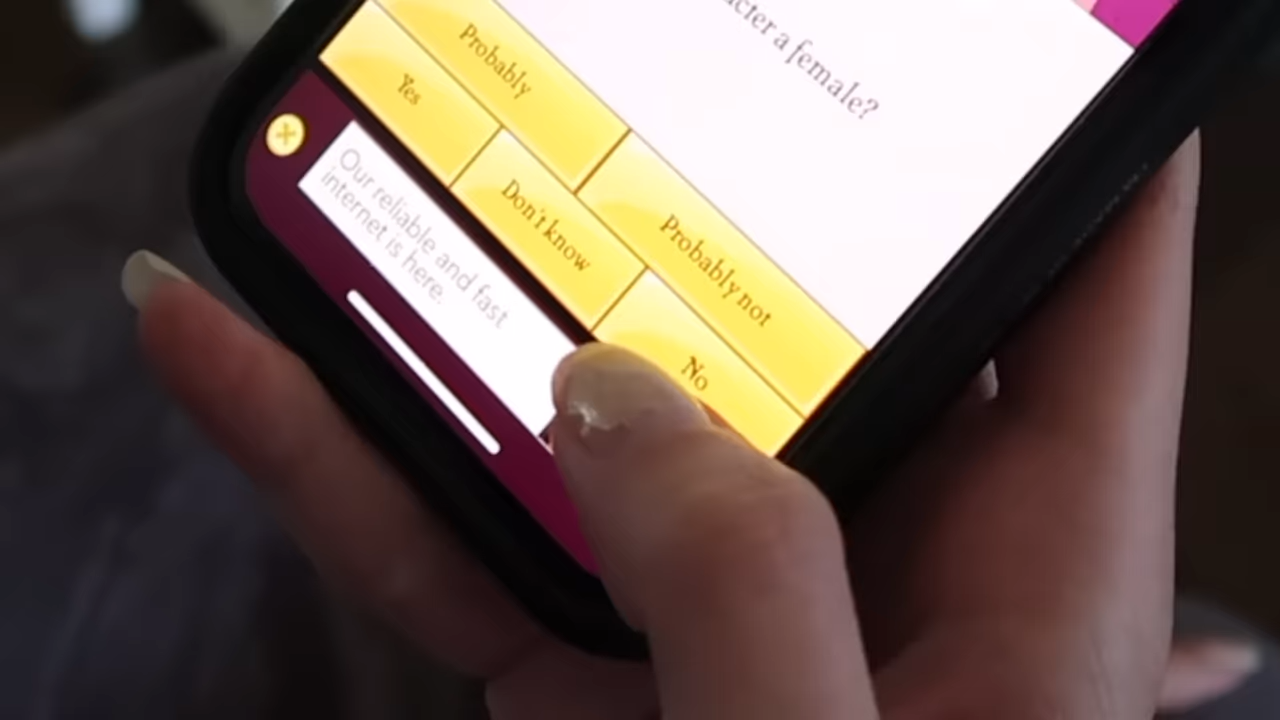 acter a female?
Yes
Probably
Don't know
Probably not
No
Our reliable and fast
internet is here.